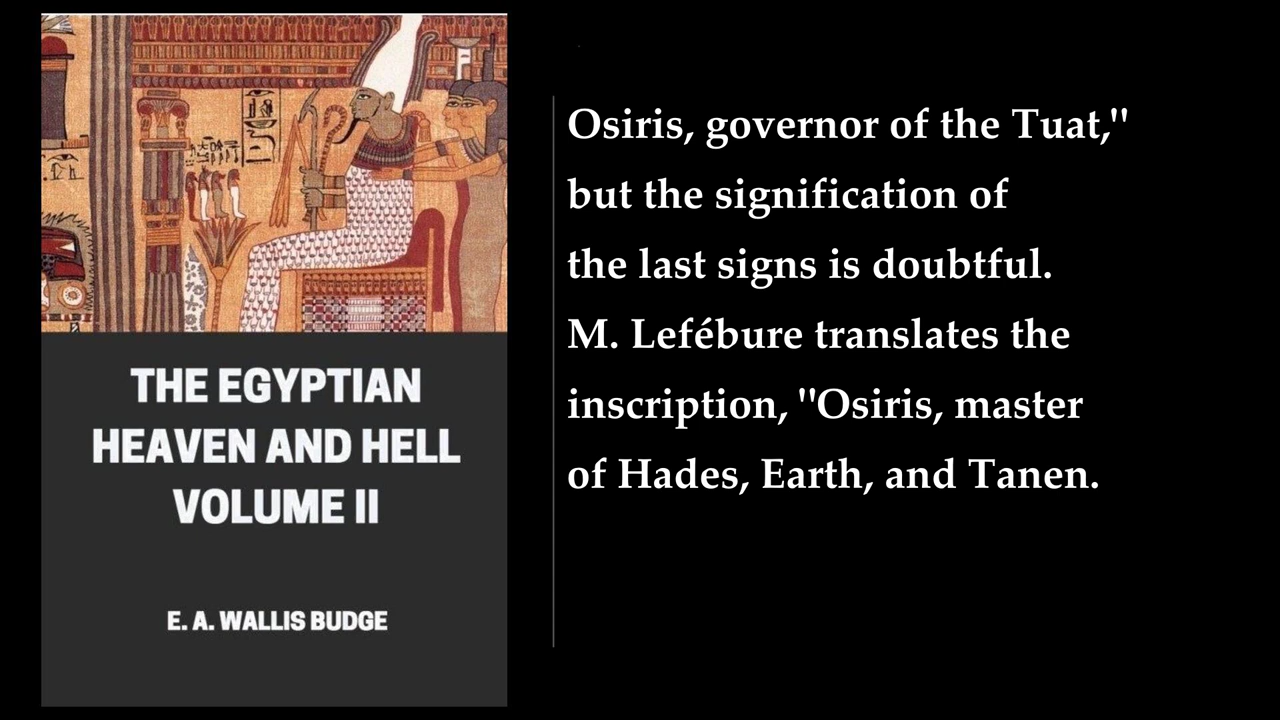 THE EGYPTIAN
HEAVEN AND HELL
VOLUME II
E. A. WALLIS BUDGE
Osiris, governor of the Tuat,"
but the signification of
the last signs is doubtful.
M. Lefébure translates the
inscription, "Osiris, master
of Hades, Earth, and Tanen.